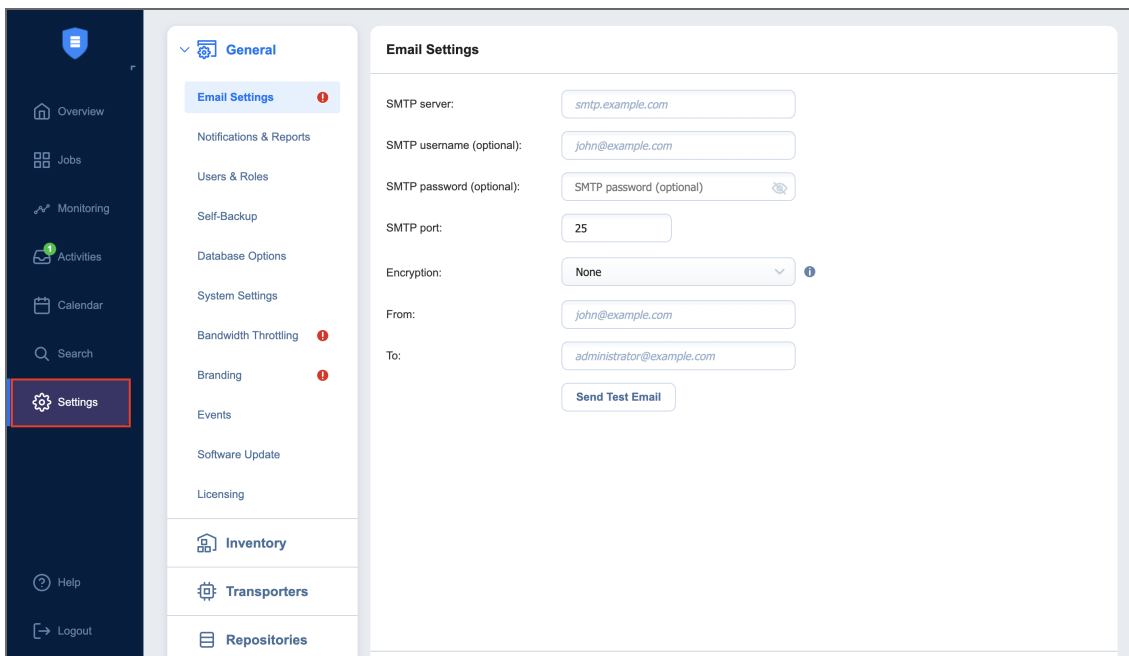 Overview
Jobs
Monitoring
1
Activities
Calendar
Search
Settings
Help
Logout
General
Email Settings
Notifications & Reports
Users & Roles
Self-Backup
Database Options
System Settings
Bandwidth Throttling
Branding
Events
Software Update
Licensing
Inventory
Transporters
Repositories
Email Settings
SMTP server: smtp.example.com
SMTP username (optional): john@example.com
SMTP password (optional): SMTP password (optional)
SMTP port: 25
Encryption: None
From: john@example.com
To: administrator@example.com
Send Test Email